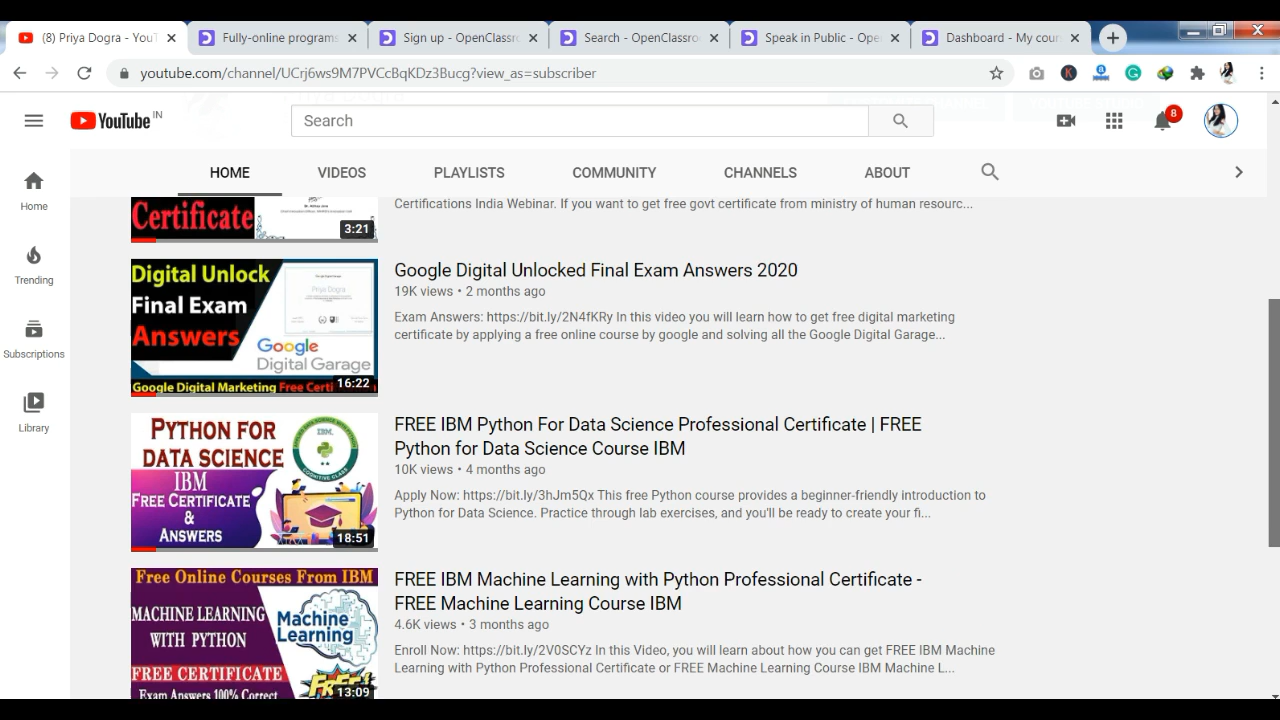 (8) Priya Dogra - YouT
Fully-online programs
Sign up - OpenClassr
Search - OpenClassro
Speak in Public - Ope
Dashboard - My cour
youtube.com/channel/UCrj6ws9M7PVCcBqKDz3Bucg?view_as=subscriber
YouTube IN
Search
8
HOME
VIDEOS
PLAYLISTS
COMMUNITY
CHANNELS
ABOUT
Home
Trending
Subscriptions
Library
Certificate
3:21
Certifications India Webinar. If you want to get free govt certificate from ministry of human resourc...
Digital Unlock
Final Exam
Answers
Priya Dogra
Google
Digital Garage
16:22
Google Digital Marketing Free Certi
Google Digital Unlocked Final Exam Answers 2020
19K views • 2 months ago
Exam Answers: https://bit.ly/2N4fKRy In this video you will learn how to get free digital marketing
certificate by applying a free online course by google and solving all the Google Digital Garage...
PYTHON FOR
DATA SCIENCE
IBM
FREE CERTIFICATE
&
ANSWERS
18:51
FREE IBM Python For Data Science Professional Certificate | FREE
Python for Data Science Course IBM
10K views • 4 months ago
Apply Now: https://bit.ly/3hJm5Qx This free Python course provides a beginner-friendly introduction to
Python for Data Science. Practice through lab exercises, and you'll be ready to create your fi...
Free Online Courses From IBM
MACHINE LEARNING
WITH PYTHON
Machine
Learning
FREE CERTIFICATE
FREE
Exam Answers 100% Correct
13:09
FREE IBM Machine Learning with Python Professional Certificate -
FREE Machine Learning Course IBM
4.6K views • 3 months ago
Enroll Now: https://bit.ly/2V0SCYz In this Video, you will learn about how you can get FREE IBM Machine
Learning with Python Professional Certificate or FREE Machine Learning Course IBM Machine L...